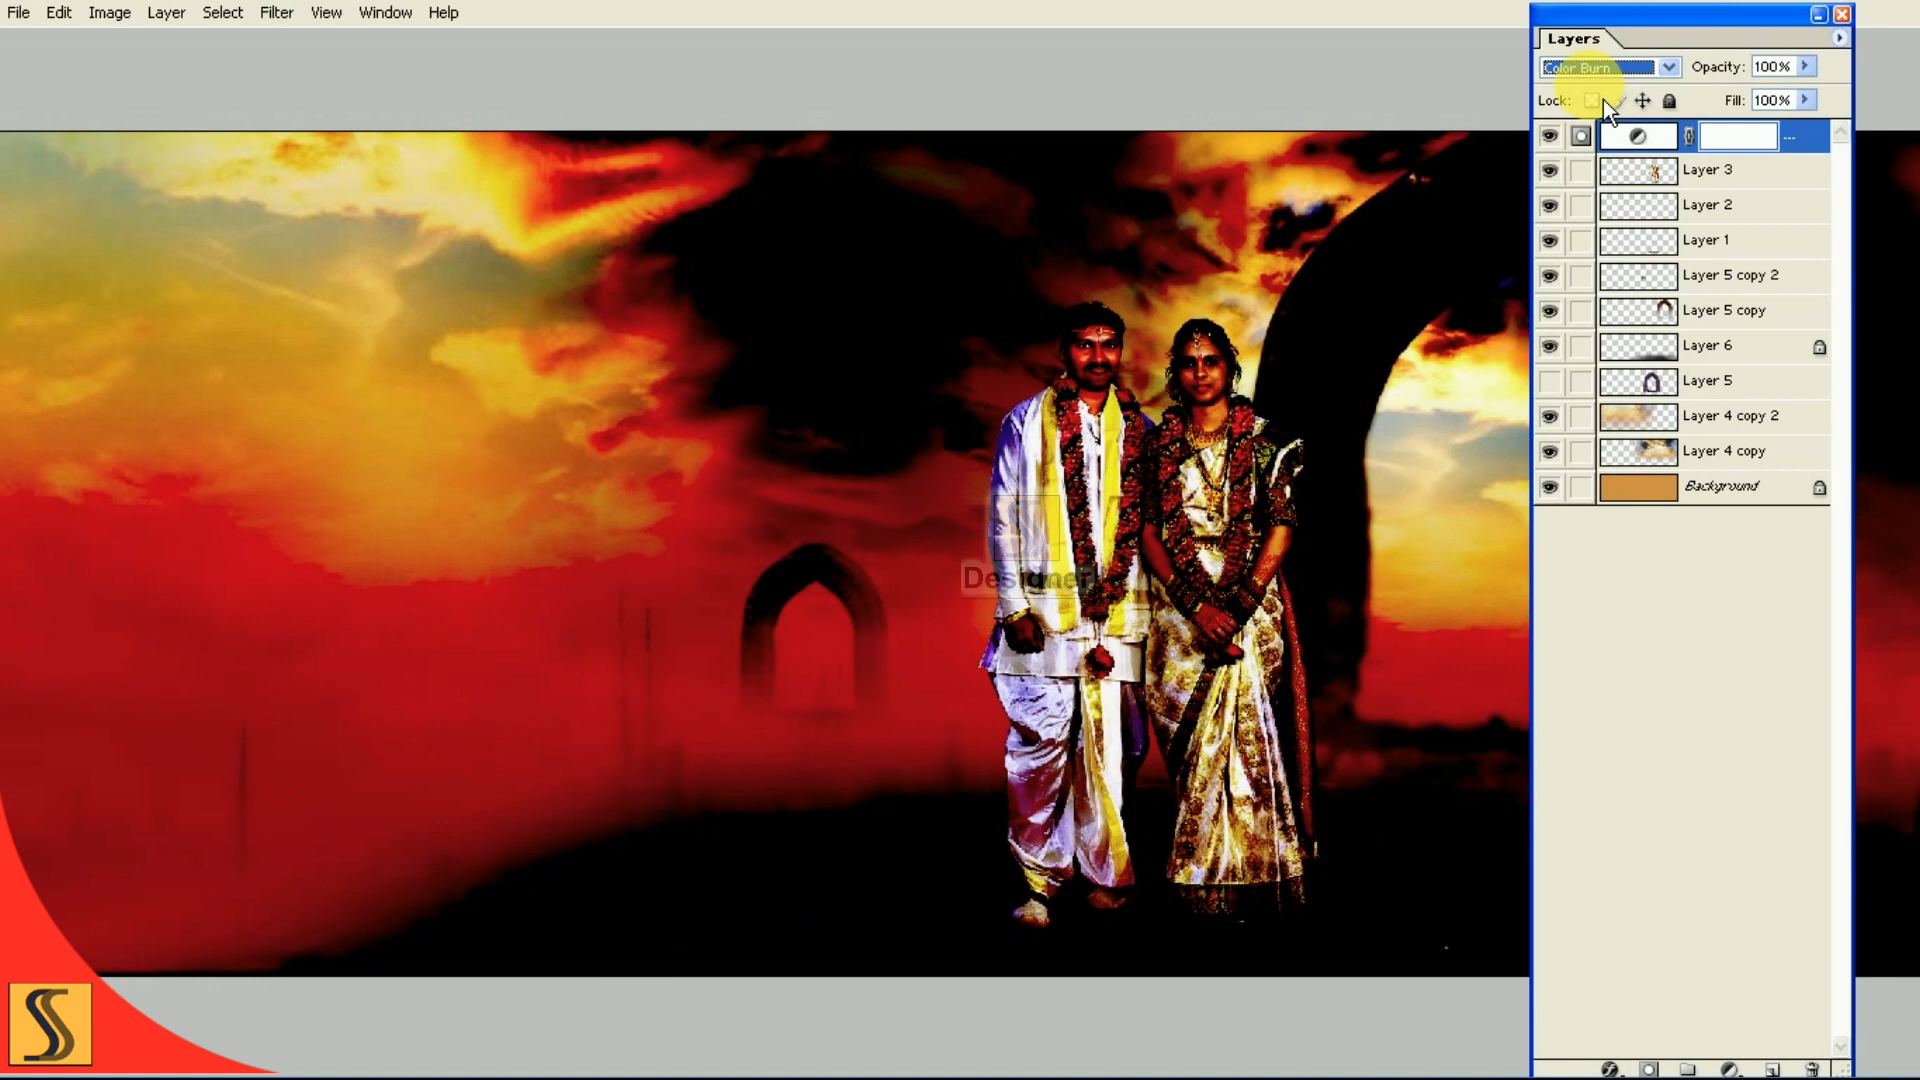 File Edit Image Layer Select Filter View Window Help
Layers
Color Burn Opacity: 100%
Lock: Fill: 100%
...
Layer 3
Layer 2
Layer 1
Layer 5 copy 2
Layer 5 copy
Layer 6
Layer 5
Layer 4 copy 2
Layer 4 copy
Background
Designer